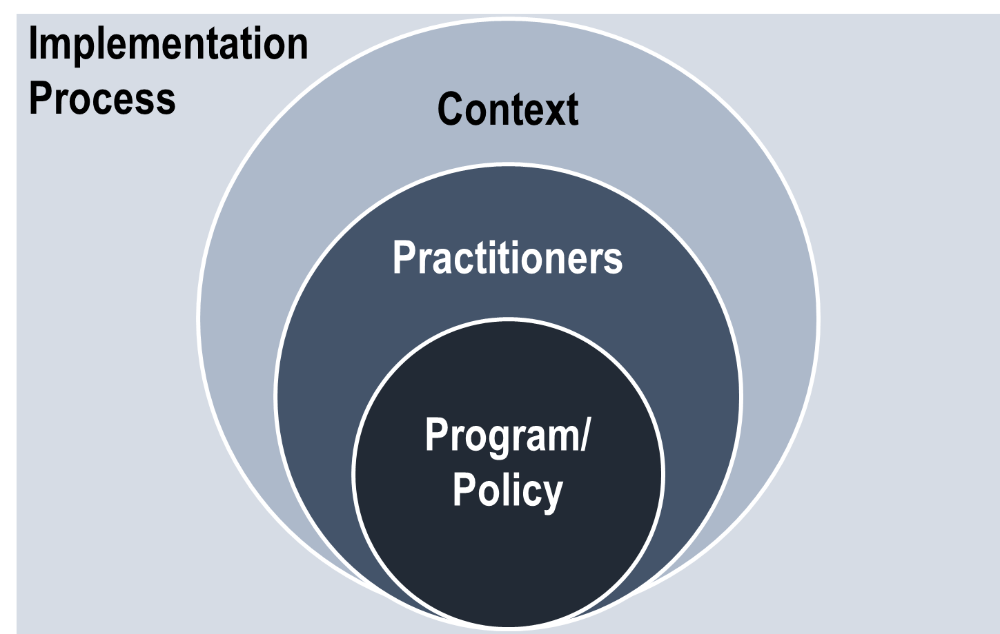 Implementation
Process
Context
Practitioners
Program/
Policy